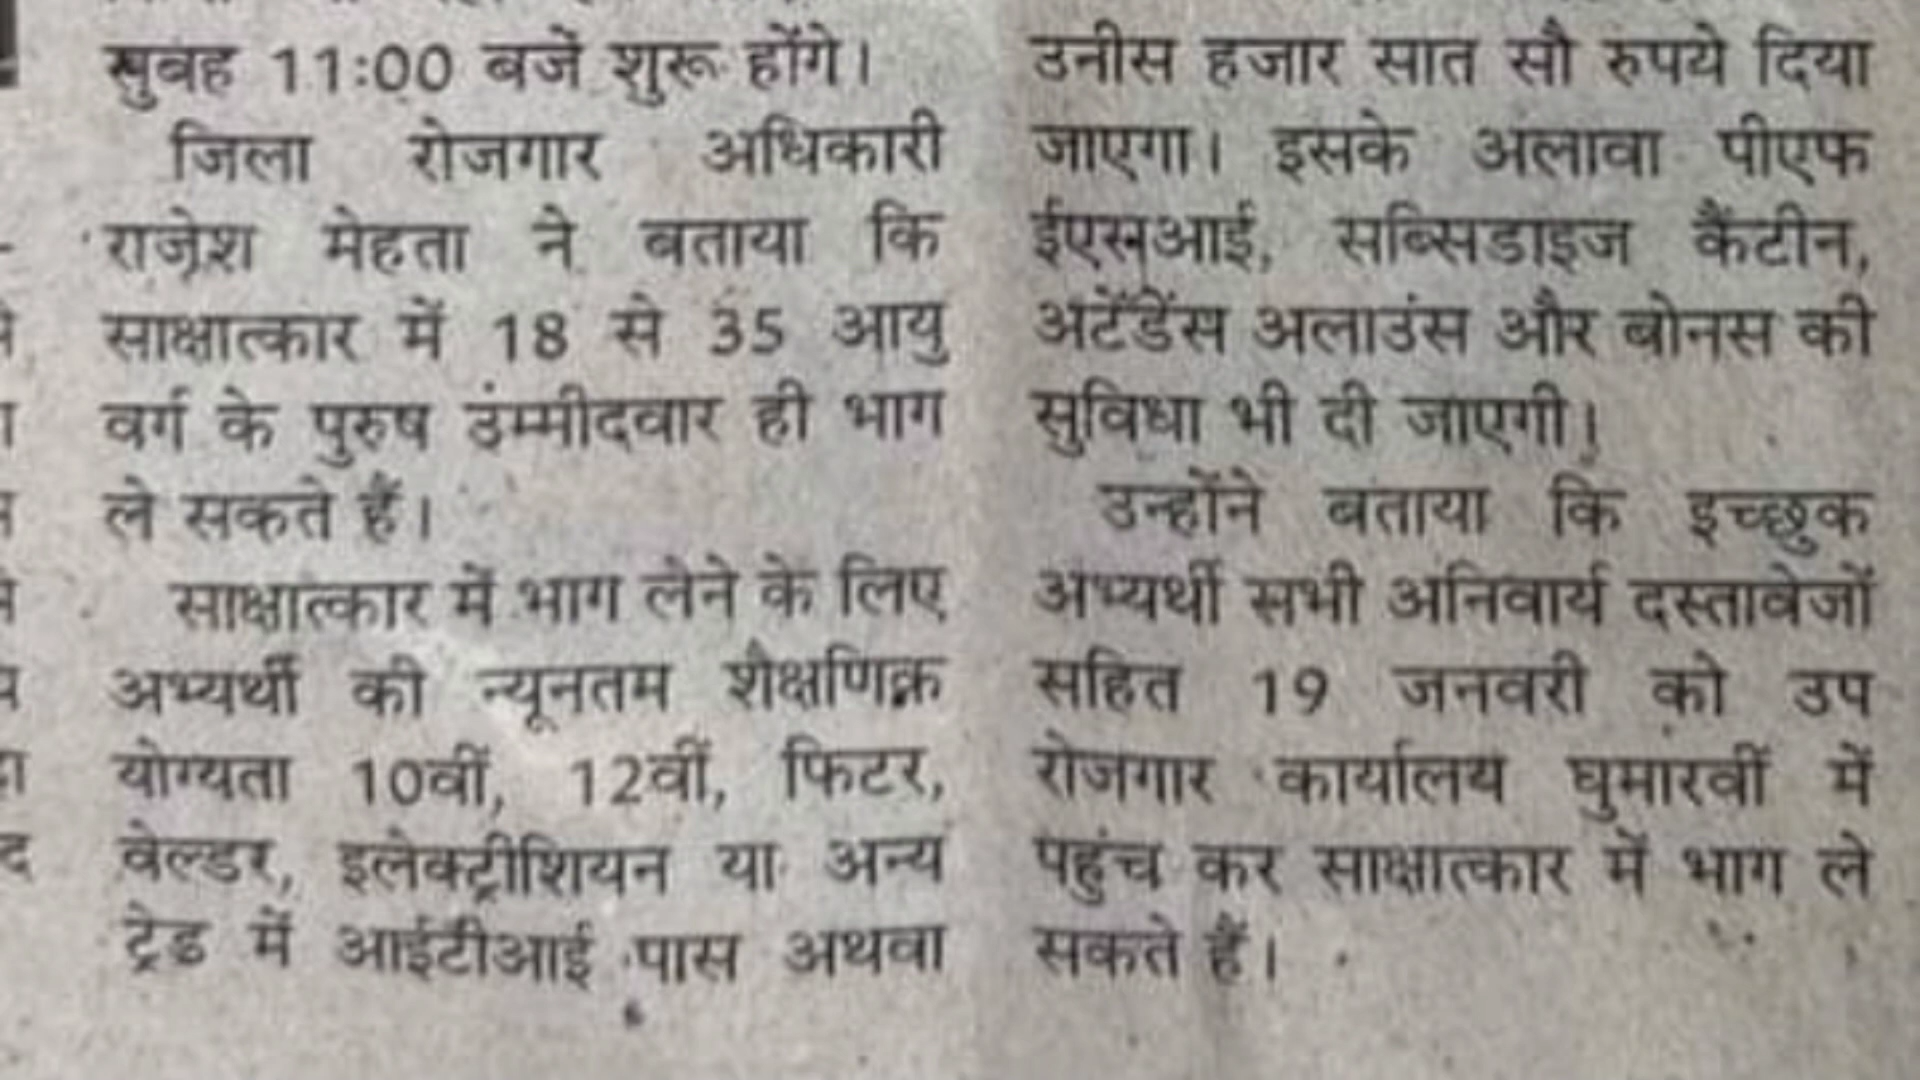 सुबह 11:00 बजे शुरू होंगे।
जिला रोजगार अधिकारी
राजेश मेहता ने बताया कि
साक्षात्कार में 18 से 35 आयु
वर्ग के पुरुष उम्मीदवार ही भाग
ले सकते हैं।
साक्षात्कार में भाग लेने के लिए
अभ्यर्थी की न्यूनतम शैक्षणिक
योग्यता 10वीं, 12वीं, फिटर,
वेल्डर, इलेक्ट्रीशियन या अन्य
ट्रेड में आईटीआई पास अथवा
उनीस हजार सात सौ रुपये दिया
जाएगा। इसके अलावा पीएफ
ईएसआई, सब्सिडाइज कैंटीन,
अटेंडेंस अलाउंस और बोनस की
सुविधा भी दी जाएगी।
उन्होंने बताया कि इच्छुक
अभ्यर्थी सभी अनिवार्य दस्तावेजों
सहित 19 जनवरी को उप
रोजगार कार्यालय घुमारवीं में
पहुंच कर साक्षात्कार में भाग ले
सकते हैं।